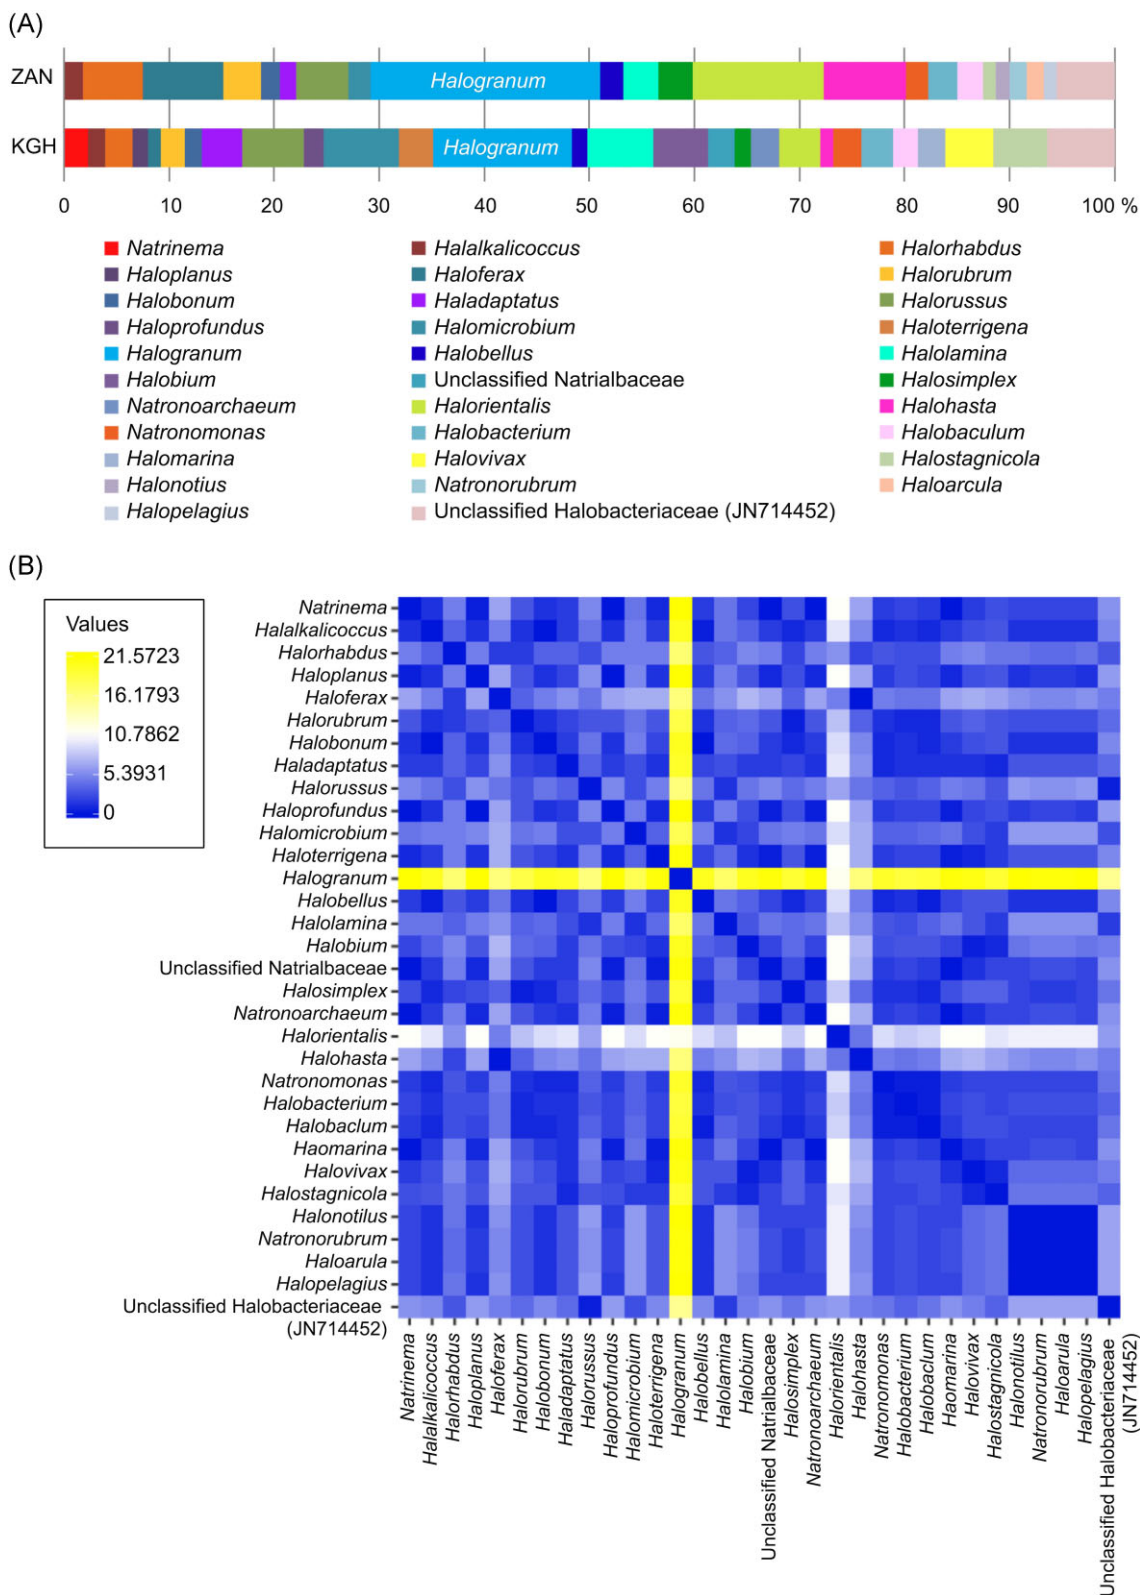 (A)
ZAN
Halogranum
KGH
Halogranum
0 10 20 30 40 50 60 70 80 90 100 %
Natrinema Halalkalicoccus Halorhabdus
Haloplanus Haloferax Halorubrum
Halobonum Haladaptatus Halorussus
Haloprofundus Halomicrobium Haloterrigena
Halogranum Halobellus Halolamina
Halobium Unclassified Natrialbaceae Halosimplex
Natronoarchaeum Halorientalis Halohasta
Natronomonas Halobacterium Halobaculum
Halomarina Halovivax Halostagnicola
Halonotius Natronorubrum Haloarcula
Halopelagius Unclassified Halobacteriaceae (JN714452)
(B)
Values
21.5723
16.1793
10.7862
5.3931
0
Natrinema
Halalkalicoccus
Halorhabdus
Haloplanus
Haloferax
Halorubrum
Halobonum
Haladaptatus
Halorussus
Haloprofundus
Halomicrobium
Haloterrigena
Halogranum
Halobellus
Halolamina
Halobium
Unclassified Natrialbaceae
Halosimplex
Natronoarchaeum
Halorientalis
Halohasta
Natronomonas
Halobacterium
Halobaclum
Haomarina
Halovivax
Halostagnicola
Halonotilus
Natronorubrum
Haloarula
Halopelagius
Unclassified Halobacteriaceae
(JN714452)
Natrinema
Halalkalicoccus
Halorhabdus
Haloplanus
Haloferax
Halorubrum
Halobonum
Haladaptatus
Halorussus
Haloprofundus
Halomicrobium
Haloterrigena
Halogranum
Halobellus
Halolamina
Halobium
Unclassified Natrialbaceae
Halosimplex
Natronoarchaeum
Halorientalis
Halohasta
Natronomonas
Halobacterium
Halobaclum
Haomarina
Halovivax
Halostagnicola
Halonotilus
Natronorubrum
Haloarula
Halopelagius
Unclassified Halobacteriaceae
(JN714452)